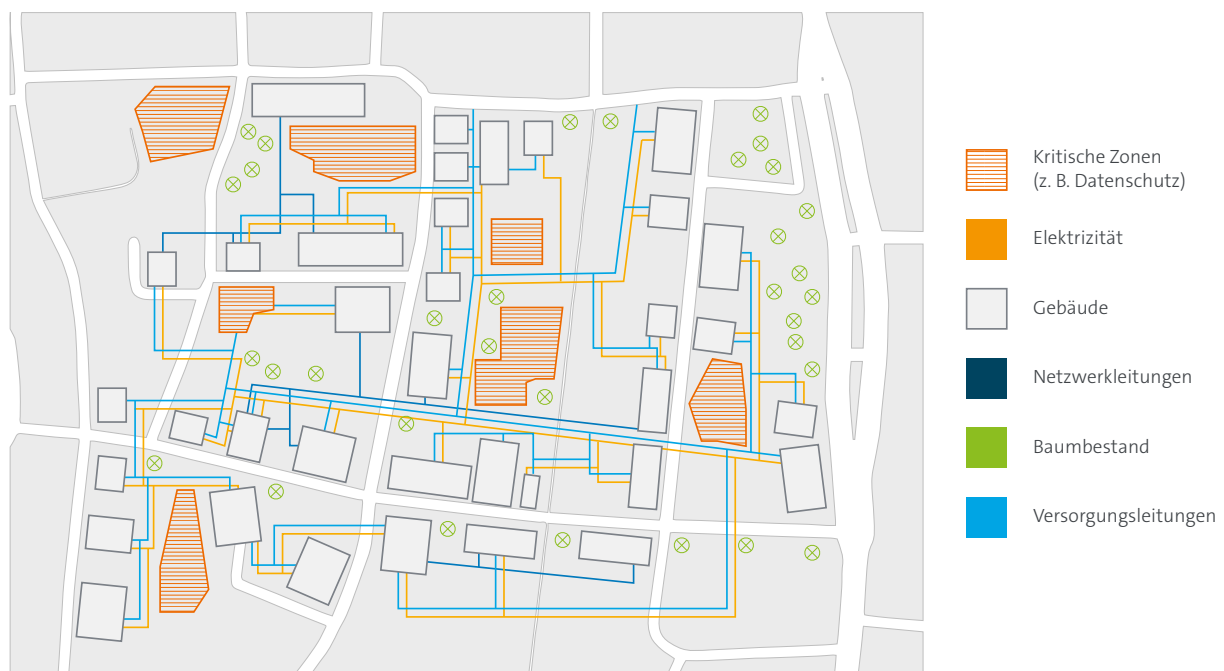 Kritische Zonen
(z. B. Datenschutz)
Elektrizität
Gebäude
Netzwerkleitungen
Baumbestand
Versorgungsleitungen